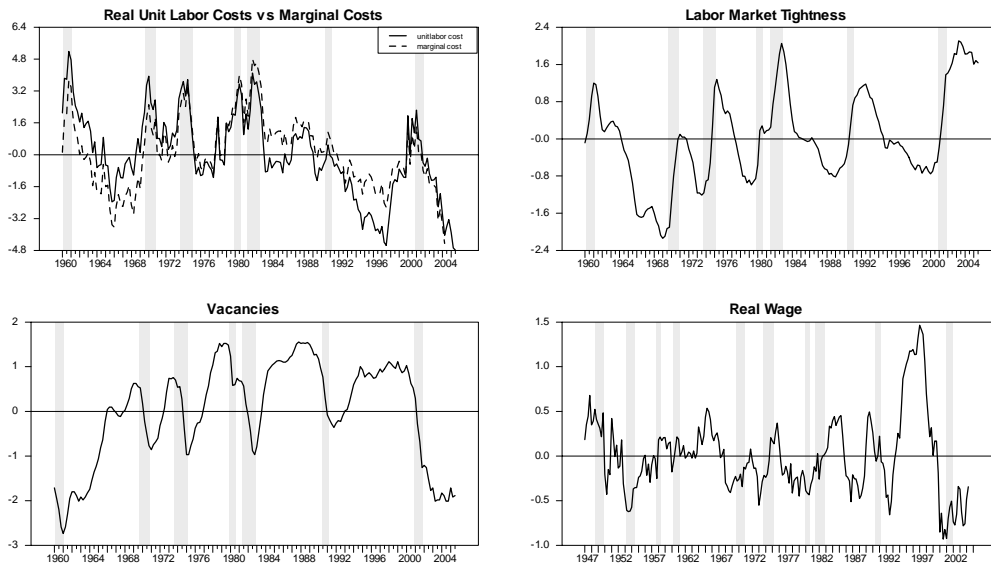 Real Unit Labor Costs vs Marginal Costs
6.4
4.8
3.2
1.6
-0.0
-1.6
-3.2
-4.8
unitlabor cost
marginal cost
1960 1964 1968 1972 1976 1980 1984 1988 1992 1996 2000 2004
Labor Market Tightness
2.4
1.6
0.8
-0.0
-0.8
-1.6
-2.4
1960 1964 1968 1972 1976 1980 1984 1988 1992 1996 2000 2004
Vacancies
2
1
0
-1
-2
-3
1960 1964 1968 1972 1976 1980 1984 1988 1992 1996 2000 2004
Real Wage
1.5
1.0
0.5
0.0
-0.5
-1.0
1947 1952 1957 1962 1967 1972 1977 1982 1987 1992 1997 2002